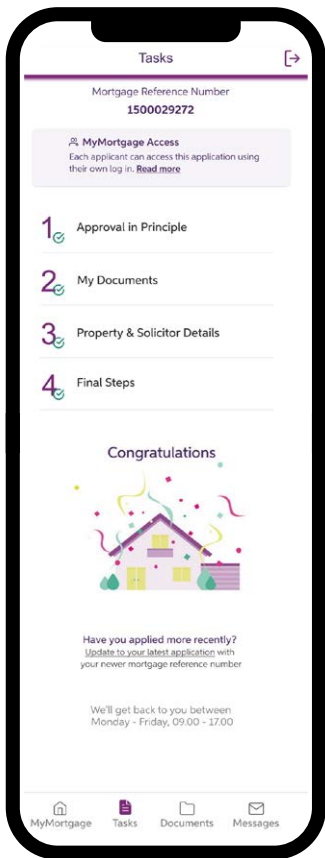 Tasks
Mortgage Reference Number
1500029272
MyMortgage Access
Each applicant can access this application using
their own log in. Read more
1 Approval in Principle
2 My Documents
3 Property & Solicitor Details
4 Final Steps
Congratulations
Have you applied more recently?
Update to your latest application with
your newer mortgage reference number
We'll get back to you between
Monday - Friday, 09.00 - 17.00
MyMortgage Tasks Documents Messages